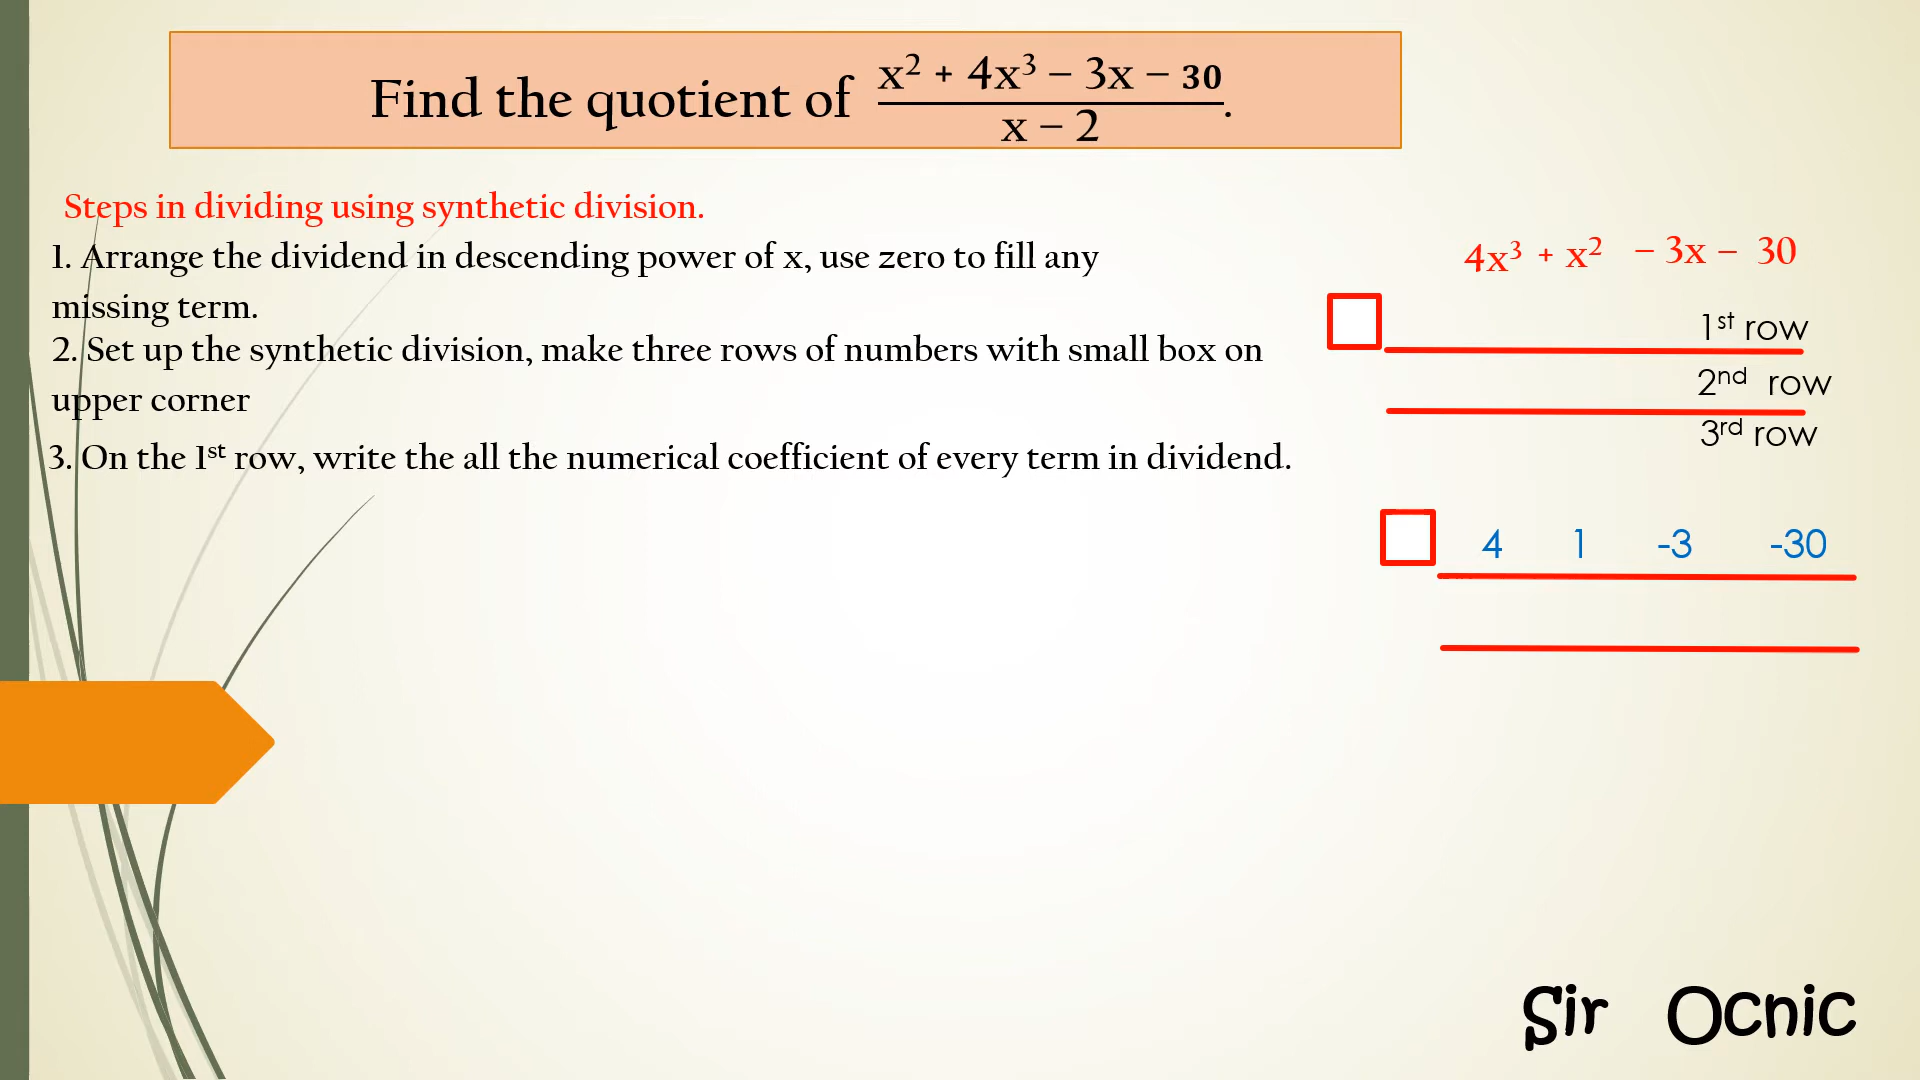 Find the quotient of x² + 4x³ – 3x – 30 / x – 2 .
Steps in dividing using synthetic division.
1. Arrange the dividend in descending power of x, use zero to fill any
missing term.
2. Set up the synthetic division, make three rows of numbers with small box on
upper corner
3. On the 1st row, write the all the numerical coefficient of every term in dividend.
4x³ + x² – 3x – 30
1st row
2nd row
3rd row
4 1 -3 -30
Sir Ocnic